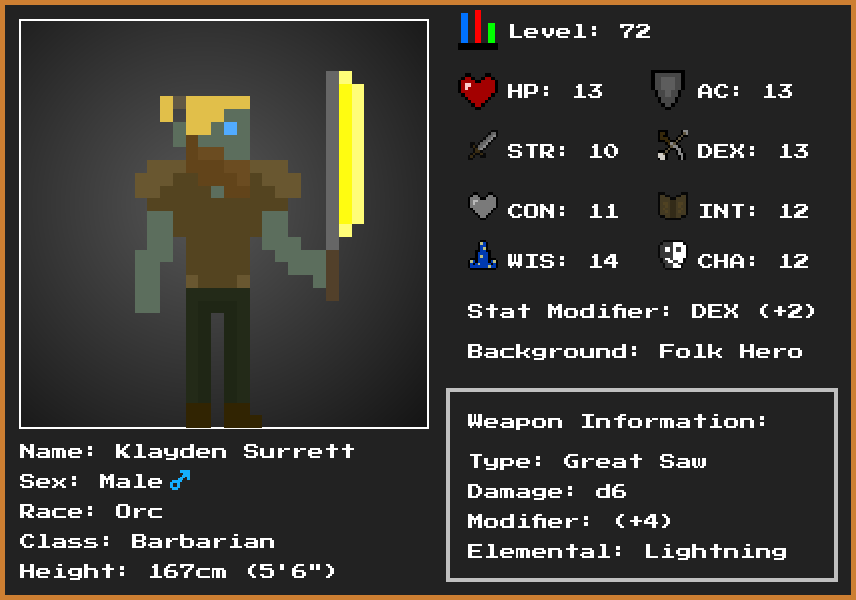 Level: 72
HP: 13
AC: 13
STR: 10
DEX: 13
CON: 11
INT: 12
WIS: 14
CHA: 12
Stat Modifier: DEX (+2)
Background: Folk Hero
Weapon Information:
Type: Great Saw
Damage: d6
Modifier: (+4)
Elemental: Lightning
Name: Klayden Surrett
Sex: Male♂
Race: Orc
Class: Barbarian
Height: 167cm (5'6")